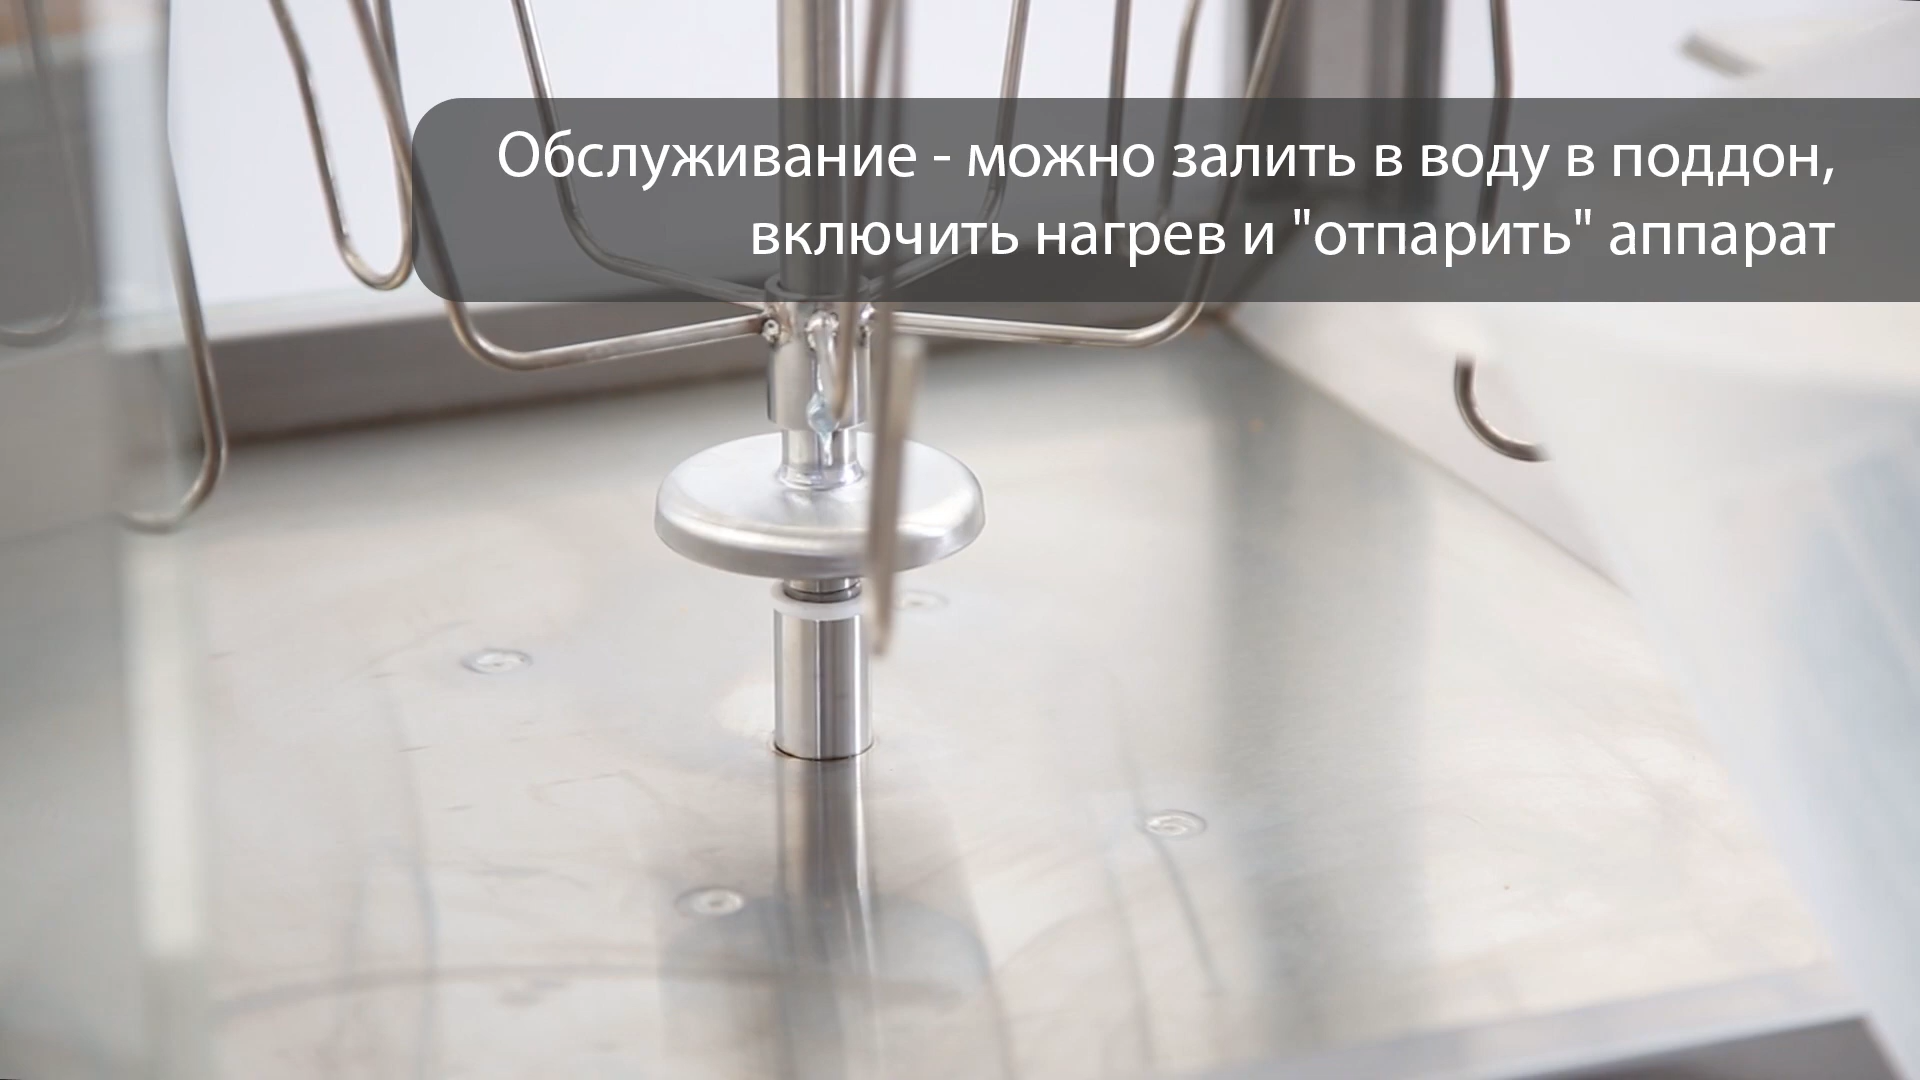 Обслуживание - можно залить в воду в поддон,
включить нагрев и "отпарить" аппарат